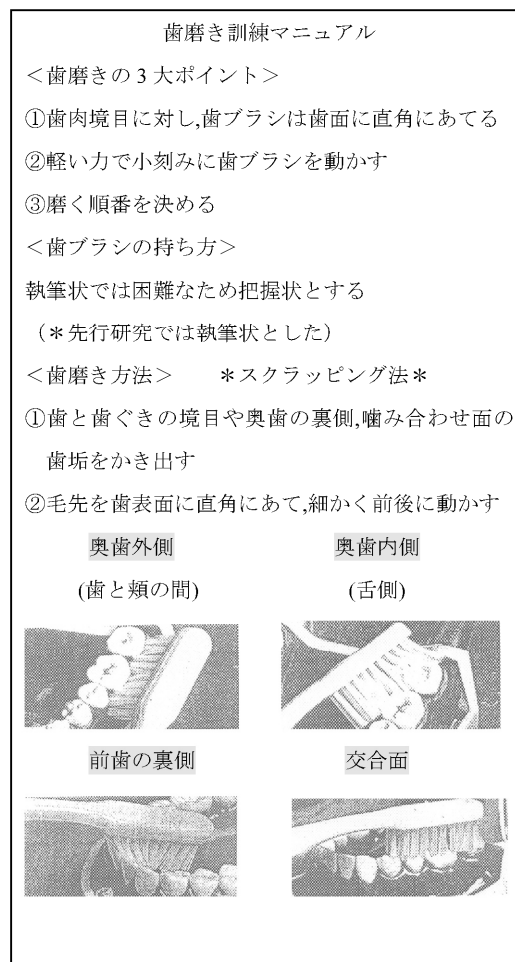 歯磨き訓練マニュアル
＜歯磨きの3大ポイント＞
①歯肉境目に対し,歯ブラシは歯面に直角にあてる
②軽い力で小刻みに歯ブラシを動かす
③磨く順番を決める
＜歯ブラシの持ち方＞
執筆状では困難なため把握状とする
（＊先行研究では執筆状とした）
＜歯磨き方法＞　＊スクラッピング法＊
①歯と歯ぐきの境目や奥歯の裏側,噛み合わせ面の
歯垢をかき出す
②毛先を歯表面に直角にあて,細かく前後に動かす
奥歯外側　奥歯内側
(歯と頬の間)　(舌側)
前歯の裏側　交合面